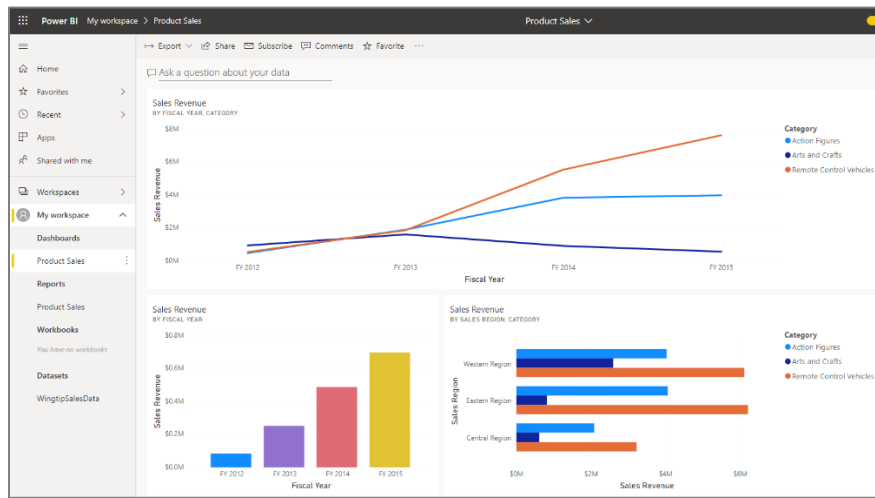 Power BI My workspace > Product Sales
Product Sales
Export Share Subscribe Comments Favorite ...
Ask a question about your data
Home
Favorites
Recent
Apps
Shared with me
Workspaces
My workspace
Dashboards
Product Sales
Reports
Product Sales
Workbooks
You have no workbooks
Datasets
WingtipSalesData
Sales Revenue
BY FISCAL YEAR, CATEGORY
$8M
$6M
$4M
$2M
$0M
Sales Revenue
FY 2012 FY 2013 FY 2014 FY 2015
Fiscal Year
Category
Action Figures
Arts and Crafts
Remote Control Vehicles
Sales Revenue
BY FISCAL YEAR
$0.8M
$0.6M
$0.4M
$0.2M
$0.0M
Sales Revenue
FY 2012 FY 2013 FY 2014 FY 2015
Fiscal Year
Sales Revenue
BY SALES REGION, CATEGORY
Sales Region
Western Region
Eastern Region
Central Region
$0M $2M $4M $6M
Sales Revenue
Category
Action Figures
Arts and Crafts
Remote Control Vehicles